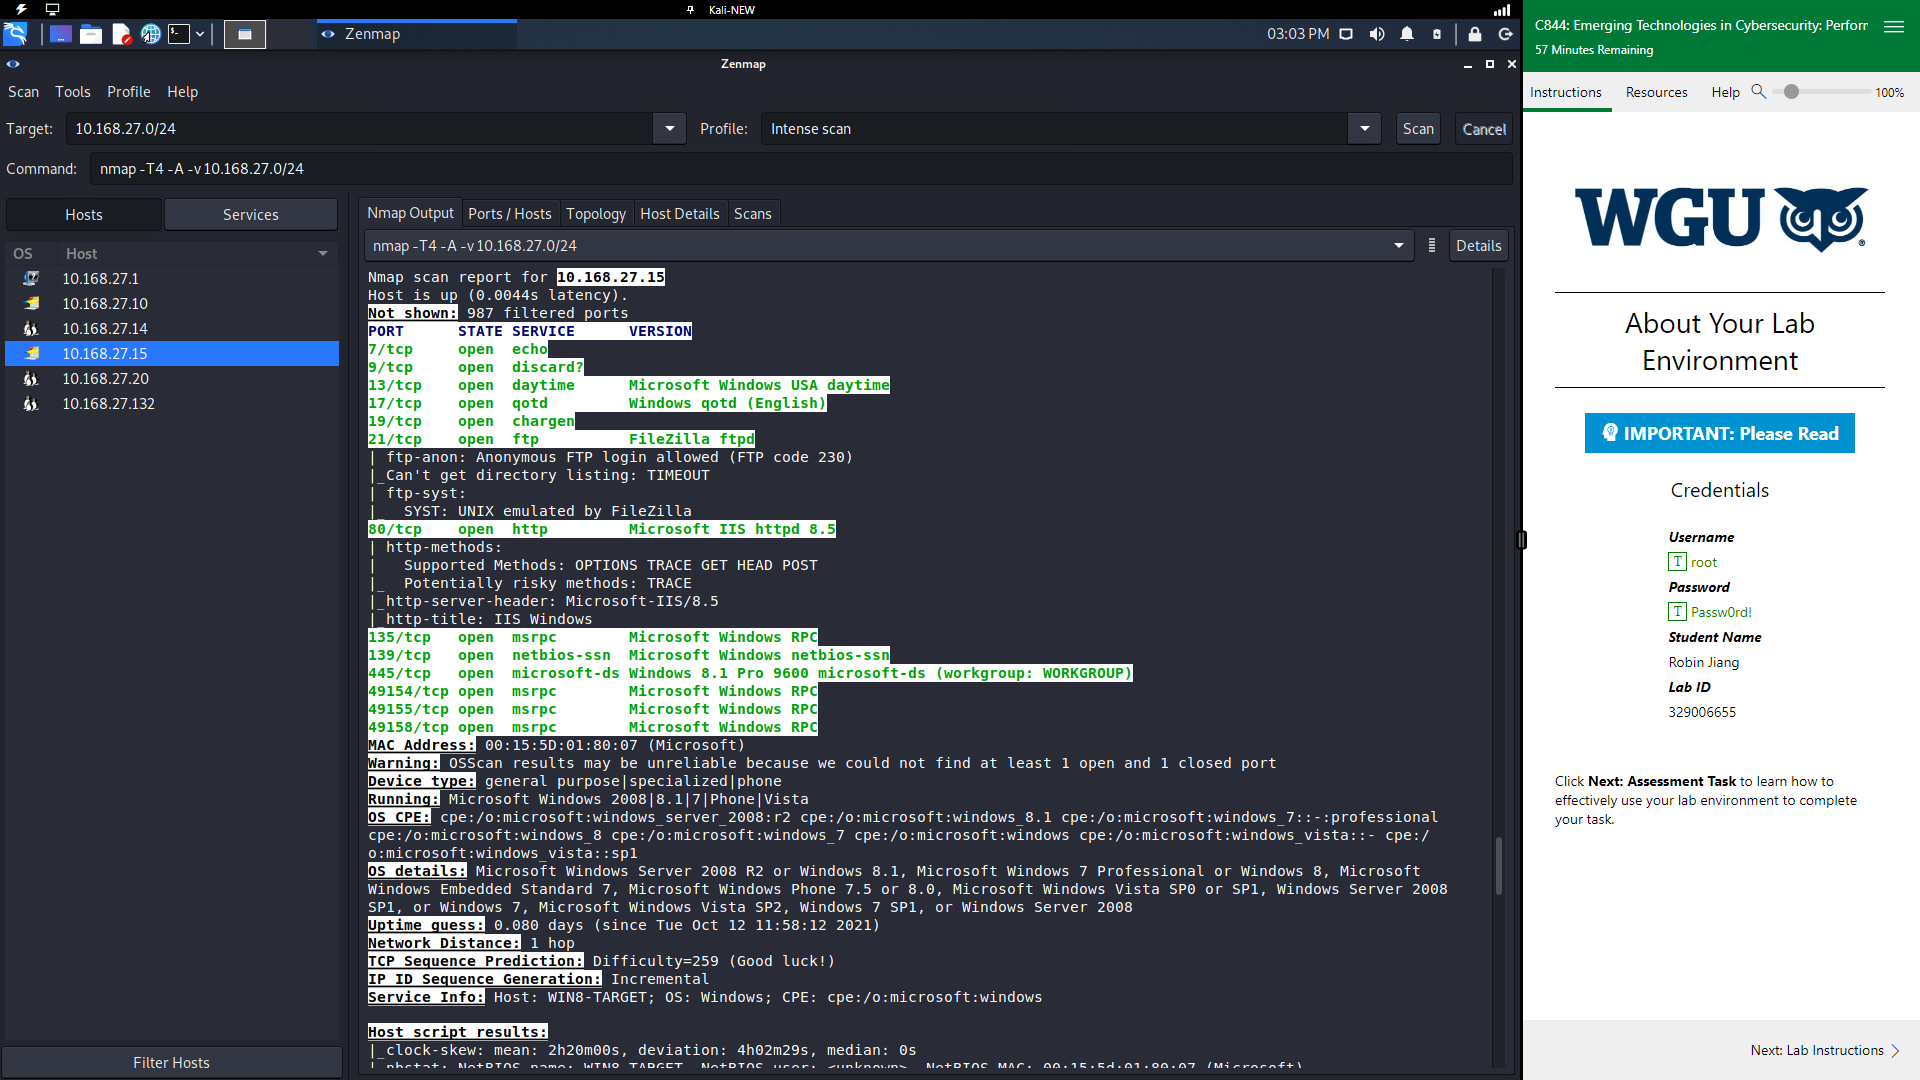 Kali-NEW
Zenmap
03:03 PM
Zenmap
Scan Tools Profile Help
Target: 10.168.27.0/24 Profile: Intense scan Scan Cancel
Command: nmap -T4 -A -v 10.168.27.0/24
Hosts Services
OS Host
10.168.27.1
10.168.27.10
10.168.27.14
10.168.27.15
10.168.27.20
10.168.27.132
Filter Hosts
Nmap Output Ports / Hosts Topology Host Details Scans
nmap -T4 -A -v 10.168.27.0/24 Details
Nmap scan report for 10.168.27.15
Host is up (0.0044s latency).
Not shown: 987 filtered ports
PORT STATE SERVICE VERSION
7/tcp open echo
9/tcp open discard?
13/tcp open daytime Microsoft Windows USA daytime
17/tcp open qotd Windows qotd (English)
19/tcp open chargen
21/tcp open ftp FileZilla ftpd
| ftp-anon: Anonymous FTP login allowed (FTP code 230)
|_Can't get directory listing: TIMEOUT
| ftp-syst:
|_ SYST: UNIX emulated by FileZilla
80/tcp open http Microsoft IIS httpd 8.5
| http-methods:
| Supported Methods: OPTIONS TRACE GET HEAD POST
|_ Potentially risky methods: TRACE
|_http-server-header: Microsoft-IIS/8.5
|_http-title: IIS Windows
135/tcp open msrpc Microsoft Windows RPC
139/tcp open netbios-ssn Microsoft Windows netbios-ssn
445/tcp open microsoft-ds Windows 8.1 Pro 9600 microsoft-ds (workgroup: WORKGROUP)
49154/tcp open msrpc Microsoft Windows RPC
49155/tcp open msrpc Microsoft Windows RPC
49158/tcp open msrpc Microsoft Windows RPC
MAC Address: 00:15:5D:01:80:07 (Microsoft)
Warning: OSScan results may be unreliable because we could not find at least 1 open and 1 closed port
Device type: general purpose|specialized|phone
Running: Microsoft Windows 2008|8.1|7|Phone|Vista
OS CPE: cpe:/o:microsoft:windows_server_2008:r2 cpe:/o:microsoft:windows_8.1 cpe:/o:microsoft:windows_7::-:professional
cpe:/o:microsoft:windows_8 cpe:/o:microsoft:windows_7 cpe:/o:microsoft:windows cpe:/o:microsoft:windows_vista::- cpe:/
o:microsoft:windows_vista::sp1
OS details: Microsoft Windows Server 2008 R2 or Windows 8.1, Microsoft Windows 7 Professional or Windows 8, Microsoft
Windows Embedded Standard 7, Microsoft Windows Phone 7.5 or 8.0, Microsoft Windows Vista SP0 or SP1, Windows Server 2008
SP1, or Windows 7, Microsoft Windows Vista SP2, Windows 7 SP1, or Windows Server 2008
Uptime guess: 0.080 days (since Tue Oct 12 11:58:12 2021)
Network Distance: 1 hop
TCP Sequence Prediction: Difficulty=259 (Good luck!)
IP ID Sequence Generation: Incremental
Service Info: Host: WIN8-TARGET; OS: Windows; CPE: cpe:/o:microsoft:windows
Host script results:
|_clock-skew: mean: 2h20m00s, deviation: 4h02m29s, median: 0s
| nbstat: NetBIOS name: WIN8-TARGET, NetBIOS user: <unknown>, NetBIOS MAC: 00:15:5d:01:80:07 (Microsoft)
C844: Emerging Technologies in Cybersecurity: Perform
57 Minutes Remaining
Instructions Resources Help 100%
WGU
About Your Lab
Environment
IMPORTANT: Please Read
Credentials
Username
T root
Password
T Passw0rd!
Student Name
Robin Jiang
Lab ID
329006655
Click Next: Assessment Task to learn how to
effectively use your lab environment to complete
your task.
Next: Lab Instructions